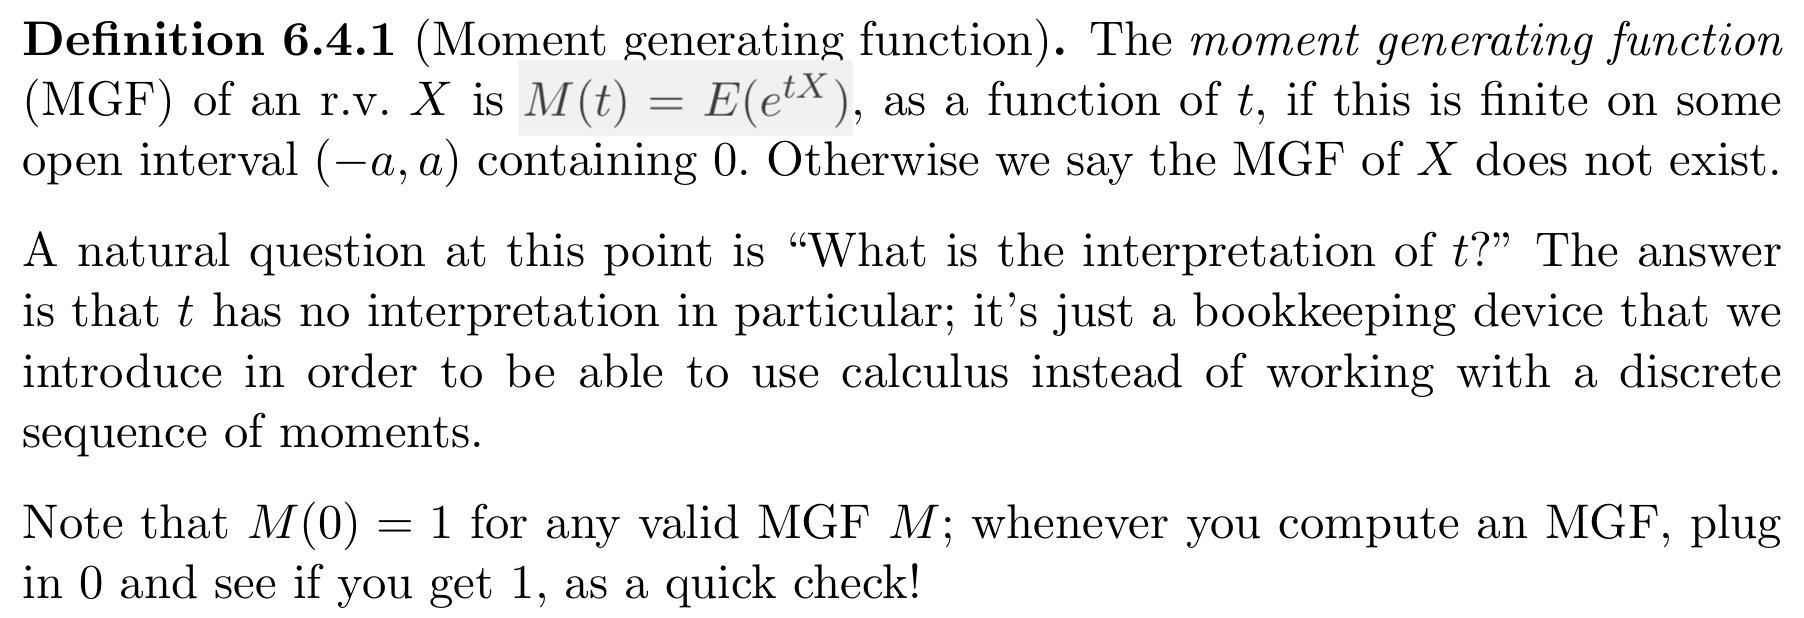 Definition 6.4.1 (Moment generating function). The moment generating function
(MGF) of an r.v. X is M(t) = E(e^{tX}), as a function of t, if this is finite on some
open interval (−a, a) containing 0. Otherwise we say the MGF of X does not exist.
A natural question at this point is “What is the interpretation of t?” The answer
is that t has no interpretation in particular; it’s just a bookkeeping device that we
introduce in order to be able to use calculus instead of working with a discrete
sequence of moments.
Note that M(0) = 1 for any valid MGF M; whenever you compute an MGF, plug
in 0 and see if you get 1, as a quick check!